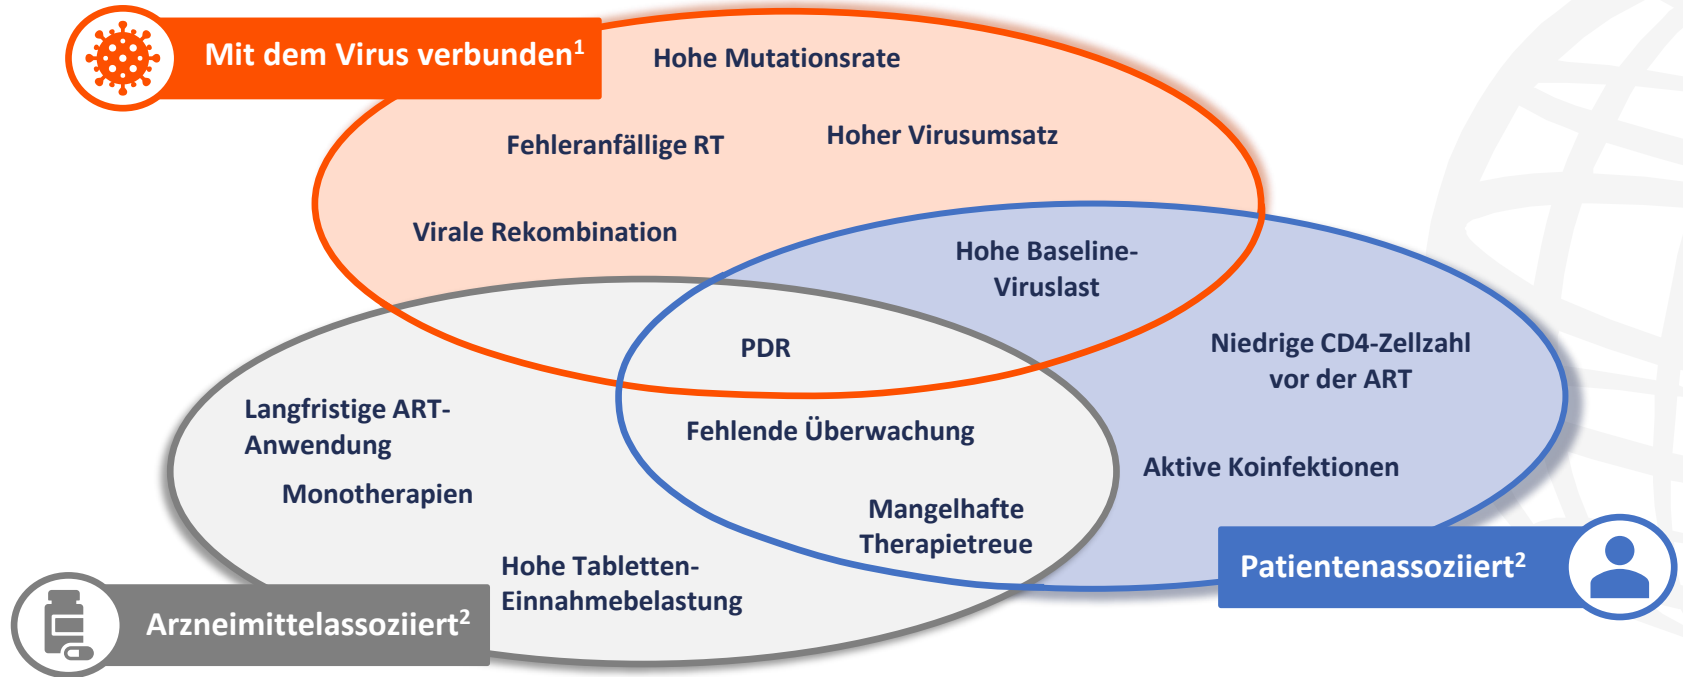 Mit dem Virus verbunden¹
Hohe Mutationsrate
Fehleranfällige RT
Hoher Virusumsatz
Virale Rekombination
Hohe Baseline-
Viruslast
PDR
Niedrige CD4-Zellzahl
vor der ART
Langfristige ART-
Anwendung
Fehlende Überwachung
Aktive Koinfektionen
Monotherapien
Mangelhafte
Therapietreue
Hohe Tabletten-
Einnahmebelastung
Patientenassoziiert²
Arzneimittelassoziiert²